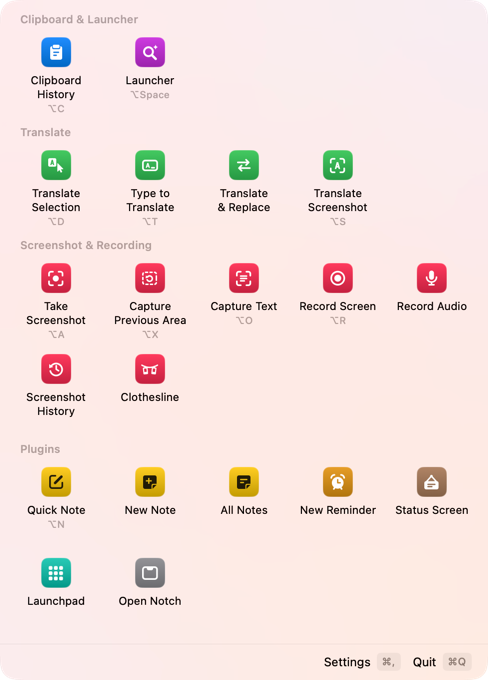 Clipboard & Launcher
Clipboard
History
⌥C
Launcher
⌥Space
Translate
Translate
Selection
⌥D
Type to
Translate
⌥T
Translate
& Replace
Translate
Screenshot
⌥S
Screenshot & Recording
Take
Screenshot
⌥A
Capture
Previous Area
⌥X
Capture Text
⌥O
Record Screen
⌥R
Record Audio
Screenshot
History
Clothesline
Plugins
Quick Note
⌥N
New Note
All Notes
New Reminder
Status Screen
Launchpad
Open Notch
Settings ⌘, Quit ⌘Q